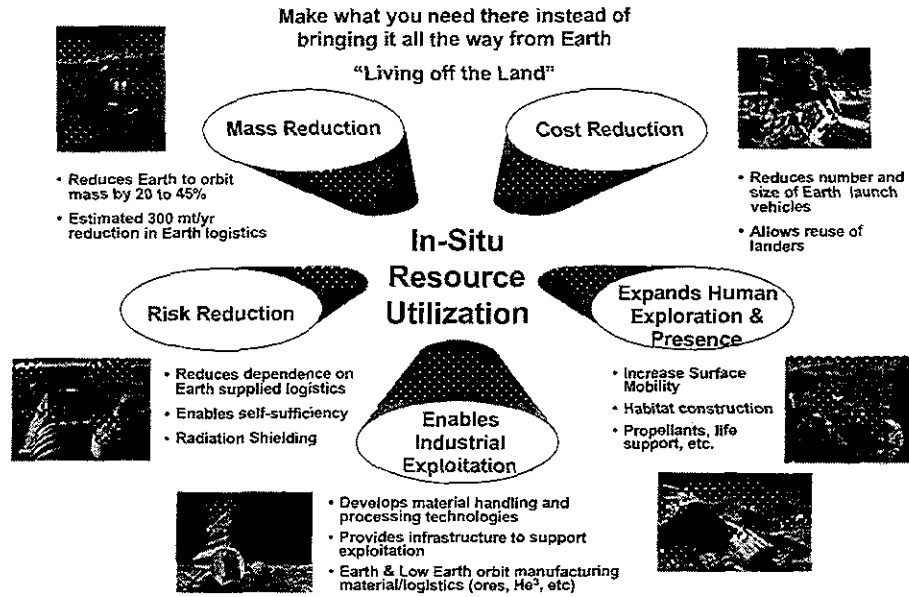 Make what you need there instead of
bringing it all the way from Earth
“Living off the Land”
Mass Reduction
Cost Reduction
• Reduces Earth to orbit
mass by 20 to 45%
• Estimated 300 mt/yr
reduction in Earth logistics
• Reduces number and
size of Earth launch
vehicles
• Allows reuse of
landers
In-Situ
Resource
Utilization
Risk Reduction
Expands Human
Exploration &
Presence
• Reduces dependence on
Earth supplied logistics
• Enables self-sufficiency
• Radiation Shielding
• Increase Surface
Mobility
• Habitat construction
• Propellants, life
support, etc.
Enables
Industrial
Exploitation
• Develops material handling and
processing technologies
• Provides infrastructure to support
exploitation
• Earth & Low Earth orbit manufacturing
material/logistics (ores, He³, etc)